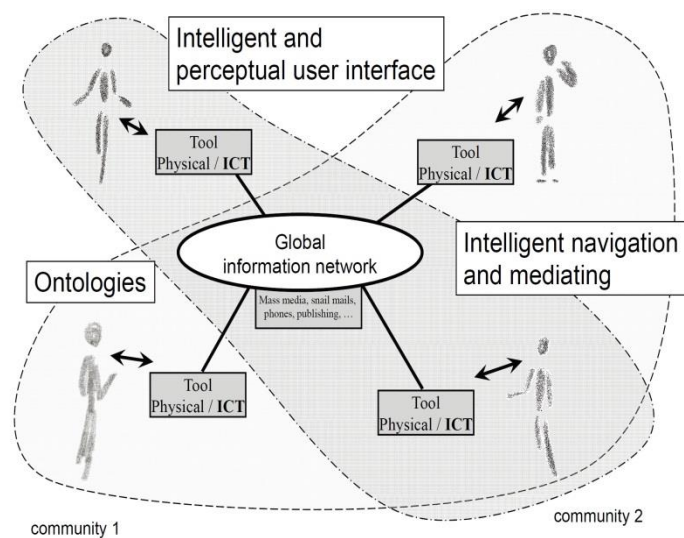 Intelligent and
perceptual user interface
Tool
Physical / ICT
Tool
Physical / ICT
Global
information network
Intelligent navigation
and mediating
Ontologies
Mass media, snail mails,
phones, publishing, ...
Tool
Physical / ICT
Tool
Physical / ICT
community 1
community 2